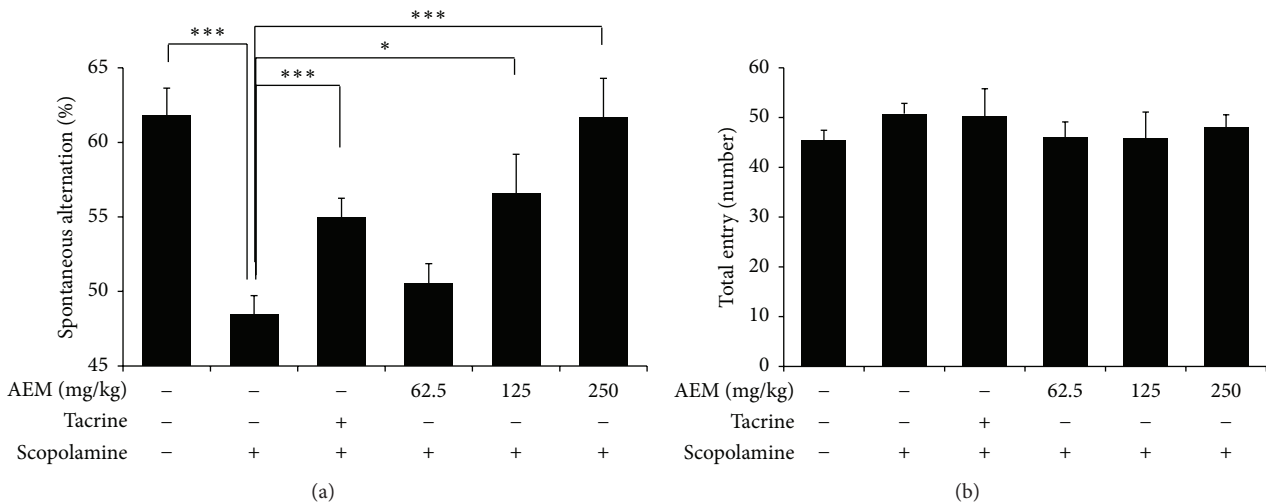 *** 
***
*
***
65
60
55
50
45
Spontaneous alternation (%)
AEM (mg/kg) − − − 62.5 125 250
Tacrine − − + − − −
Scopolamine − + + + + +
(a)
60
50
40
30
20
10
0
Total entry (number)
AEM (mg/kg) − − − 62.5 125 250
Tacrine − − + − − −
Scopolamine − + + + + +
(b)